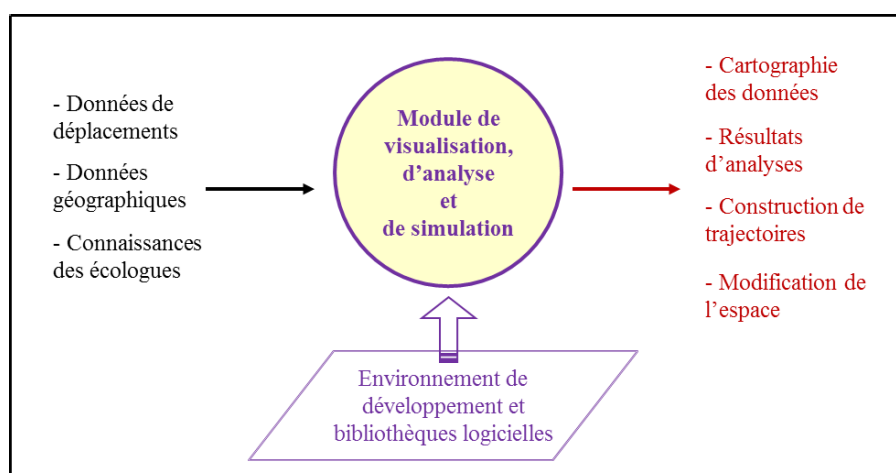 - Données de
déplacements
- Données
géographiques
- Connaissances
des écologues
Module de
visualisation,
d’analyse
et
de simulation
- Cartographie
des données
- Résultats
d’analyses
- Construction de
trajectoires
- Modification de
l’espace
Environnement de
développement et
bibliothèques logicielles